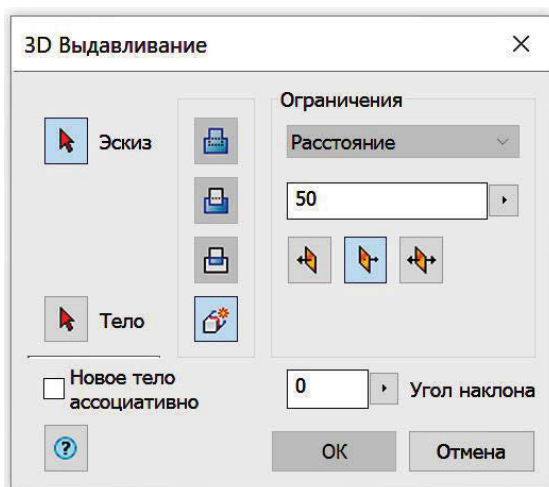 3D Выдавливание
Эскиз
Тело
Новое тело
ассоциативно
Ограничения
Расстояние
50
0
Угол наклона
?
ОК
Отмена